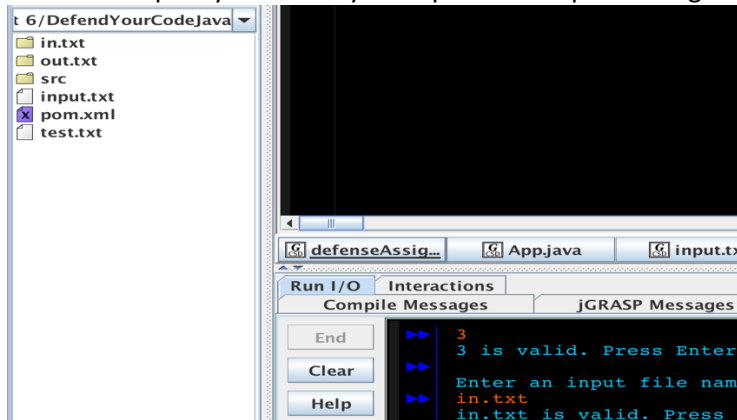 t 6/DefendYourCodeJava
in.txt
out.txt
src
input.txt
pom.xml
test.txt
defenseAssig...
App.java
input.tx
Run I/O Interactions
Compile Messages jGRASP Messages
End
Clear
Help
3
3 is valid. Press Enter
Enter an input file nam
in.txt
in.txt is valid. Press